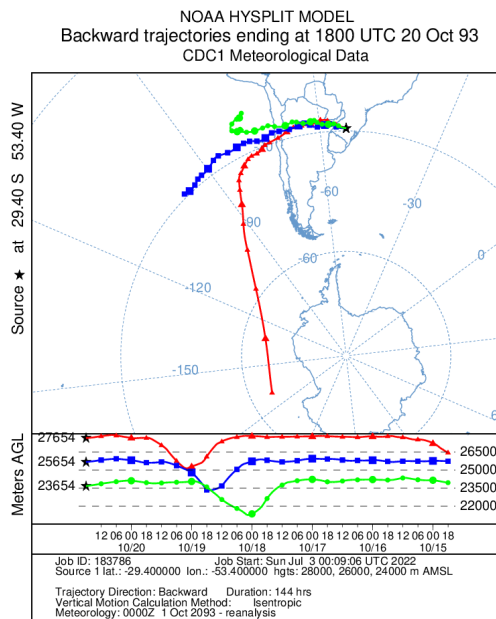 NOAA HYSPLIT MODEL
Backward trajectories ending at 1800 UTC 20 Oct 93
CDC1 Meteorological Data
Source ★ at 29.40 S 53.40 W
-30
-60
-90
-60
-120
-150
Meters AGL
27654
25654
23654
26500
25000
23500
22000
12 06 00 18 12 06 00 18 12 06 00 18 12 06 00 18 12 06 00 18 12 06 00 18
10/20 10/19 10/18 10/17 10/16 10/15
Job ID: 183786 Job Start: Sun Jul 3 00:09:06 UTC 2022
Source 1 lat.: -29.400000 lon.: -53.400000 hgts: 28000, 26000, 24000 m AMSL
Trajectory Direction: Backward Duration: 144 hrs
Vertical Motion Calculation Method: Isentropic
Meteorology: 0000Z 1 Oct 2093 - reanalysis